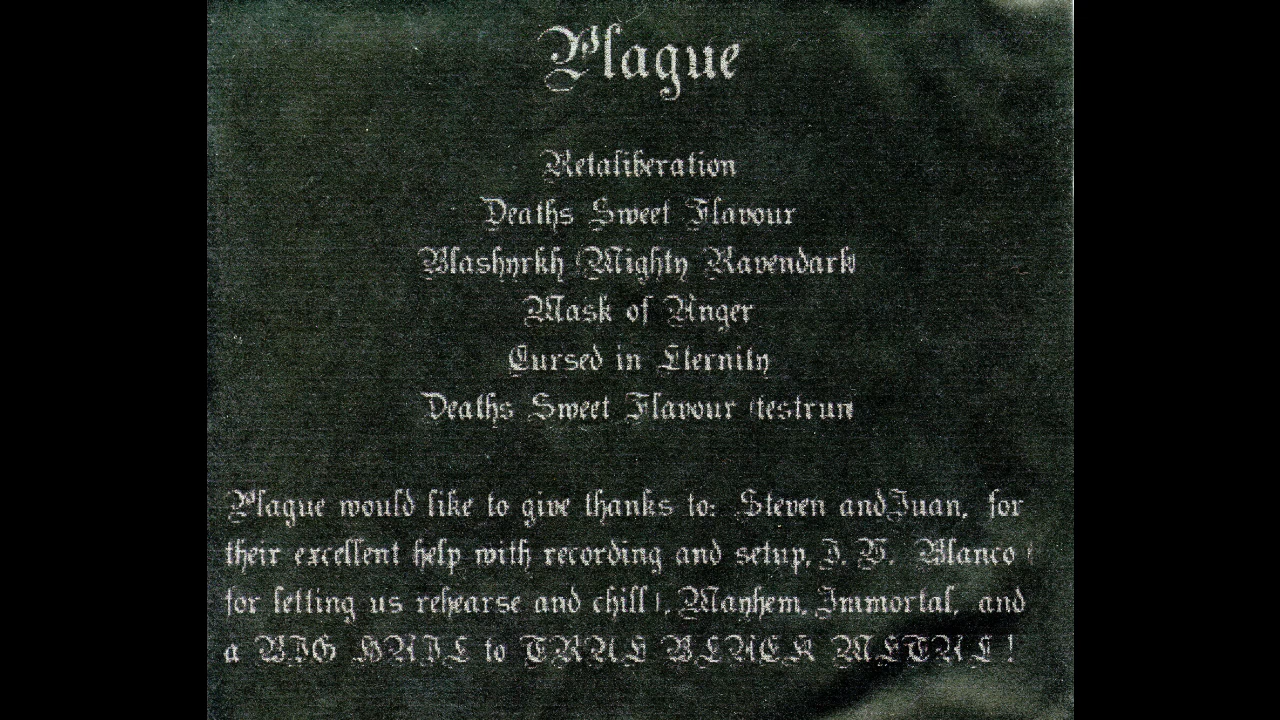 Plague
Retaliberation
Deaths Sweet Flavour
Blashyrkh (Mighty Ravendark)
Mask of Anger
Cursed in Eternity
Deaths Sweet Flavour (testrun)
Plague would like to give thanks to: Steven and Juan, for
their excellent help with recording and setup, Blanco (
for letting us rehearse and chill ), Mayhem, Immortal, and
a BIG HAIL to TRUE BLACK METAL !